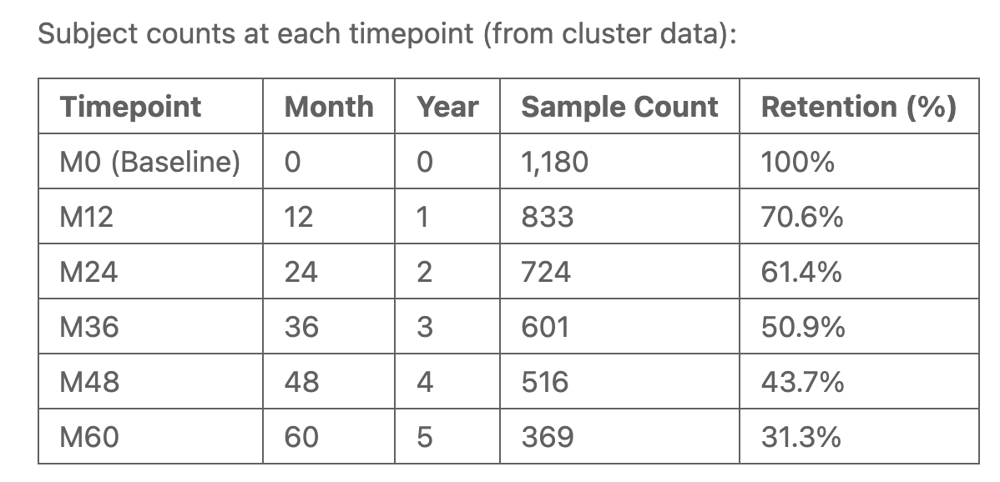 Subject counts at each timepoint (from cluster data):
Timepoint Month Year Sample Count Retention (%)
M0 (Baseline) 0 0 1,180 100%
M12 12 1 833 70.6%
M24 24 2 724 61.4%
M36 36 3 601 50.9%
M48 48 4 516 43.7%
M60 60 5 369 31.3%